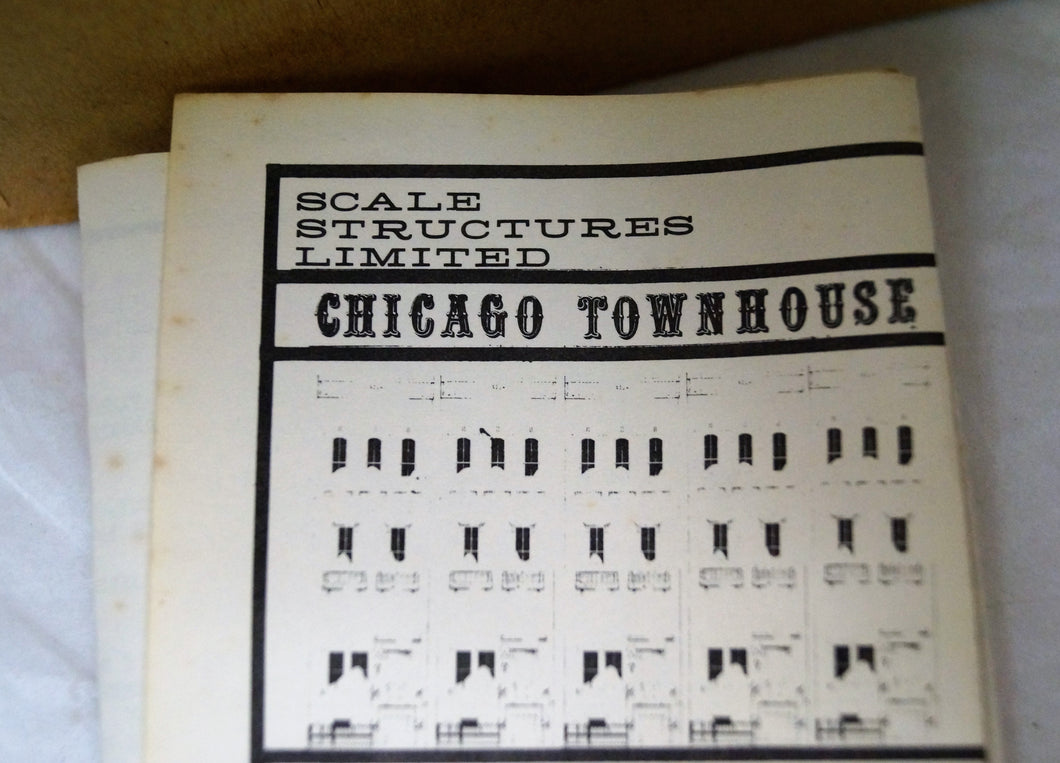 SCALE
STRUCTURES
LIMITED
CHICAGO TOWNHOUSE